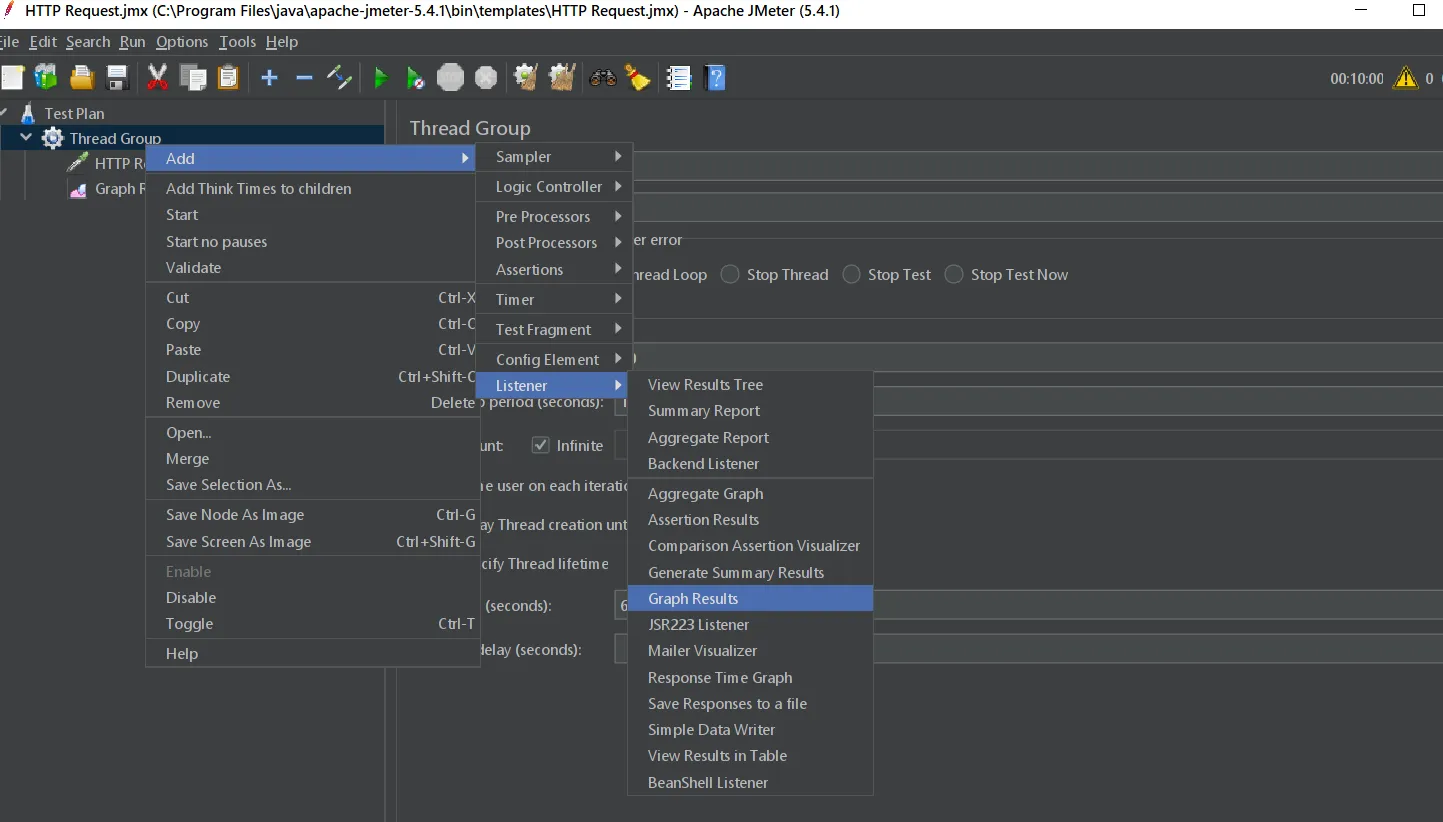 HTTP Request.jmx (C:\Program Files\java\apache-jmeter-5.4.1\bin\templates\HTTP Request.jmx) - Apache JMeter (5.4.1)
File Edit Search Run Options Tools Help
00:10:00 0
Test Plan
Thread Group
HTTP R
Graph R
Thread Group
er error
hread Loop Stop Thread Stop Test Stop Test Now
period (seconds):
unt: Infinite
e user on each iteratio
ay Thread creation unt
cify Thread lifetime
(seconds): 6
delay (seconds):
Add
Add Think Times to children
Start
Start no pauses
Validate
Cut Ctrl-X
Copy Ctrl-C
Paste Ctrl-V
Duplicate Ctrl+Shift-C
Remove Delete
Open...
Merge
Save Selection As...
Save Node As Image Ctrl-G
Save Screen As Image Ctrl+Shift-G
Enable
Disable
Toggle Ctrl-T
Help
Sampler
Logic Controller
Pre Processors
Post Processors
Assertions
Timer
Test Fragment
Config Element
Listener
View Results Tree
Summary Report
Aggregate Report
Backend Listener
Aggregate Graph
Assertion Results
Comparison Assertion Visualizer
Generate Summary Results
Graph Results
JSR223 Listener
Mailer Visualizer
Response Time Graph
Save Responses to a file
Simple Data Writer
View Results in Table
BeanShell Listener